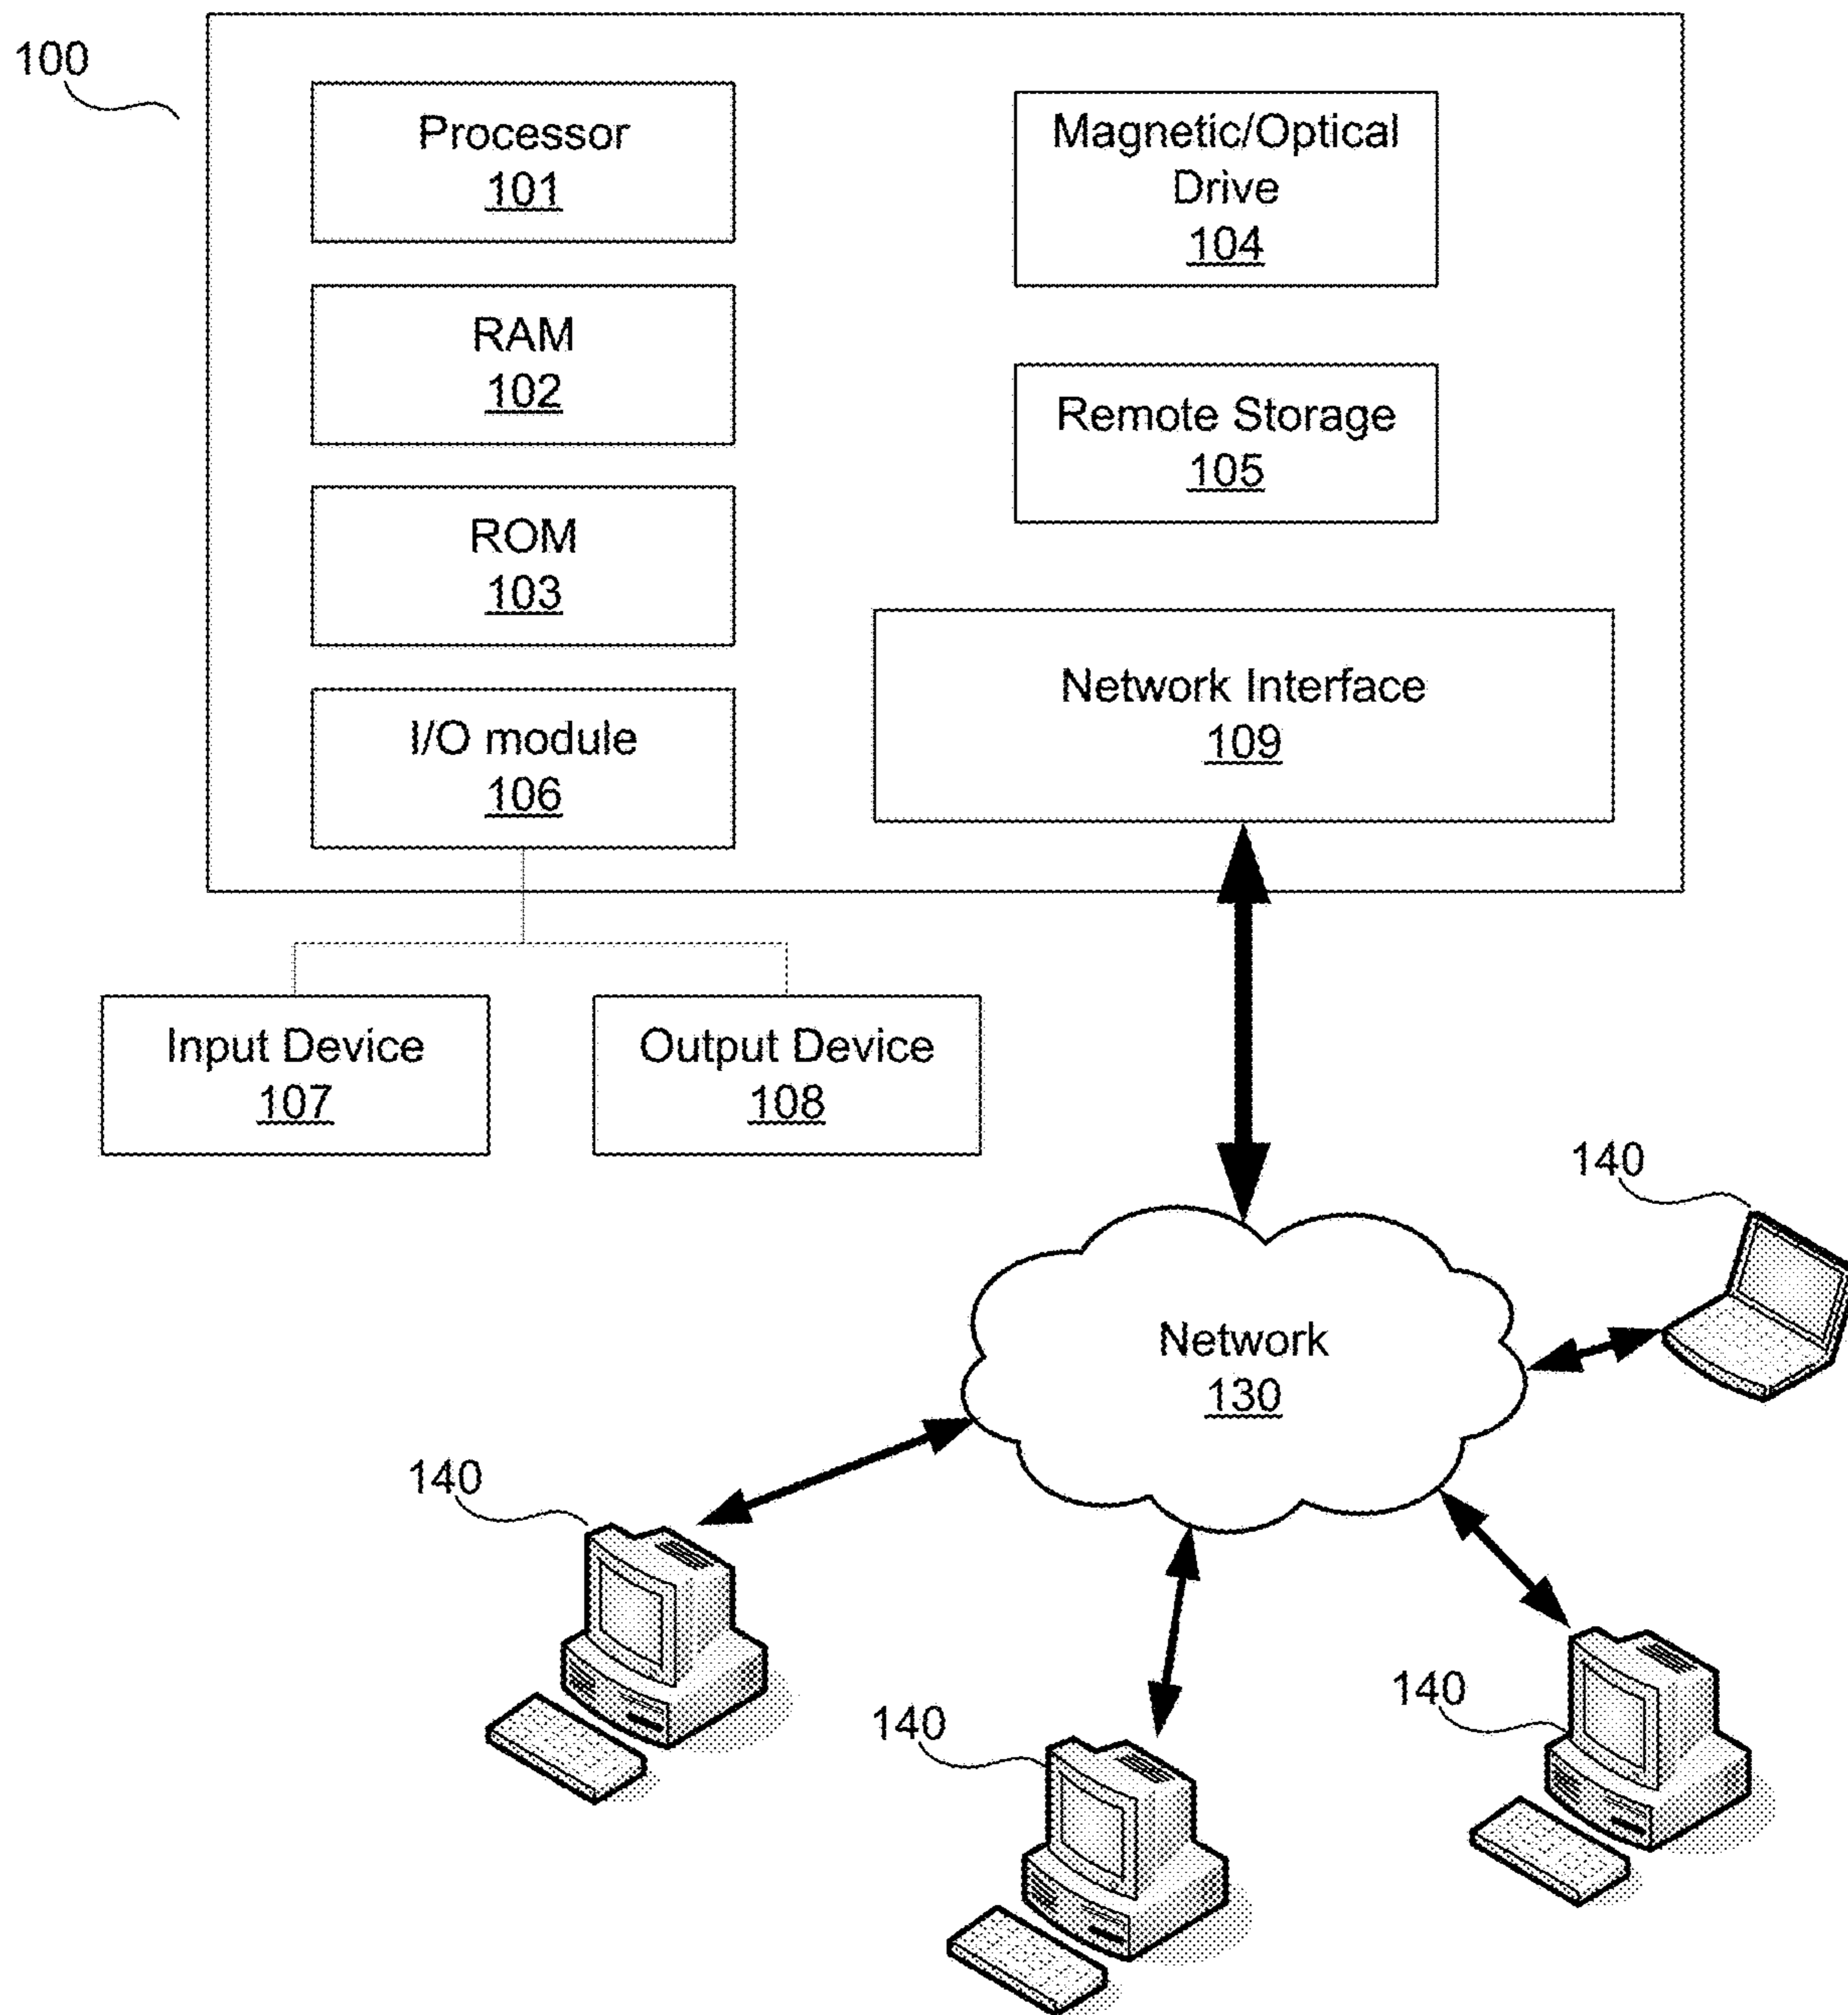 100
Processor
101
Magnetic/Optical
Drive
104
RAM
102
Remote Storage
105
ROM
103
Network Interface
109
I/O module
106
Input Device
107
Output Device
108
140
Network
130
140
140
140